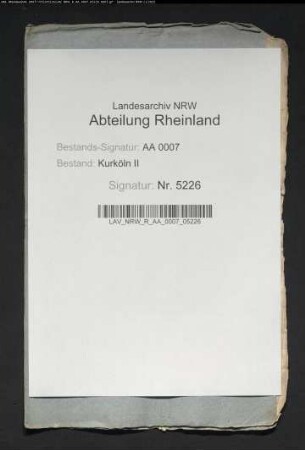 Landesarchiv NRW
Abteilung Rheinland
Bestands-Signatur: AA 0007
Bestand: Kurköln II
Signatur: Nr. 5226
LAV_NRW_R_AA_0007_05226